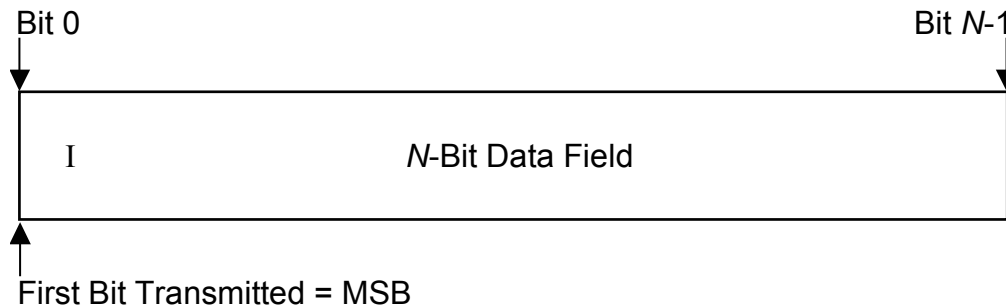 Bit 0
Bit N-1
I
N-Bit Data Field
First Bit Transmitted = MSB